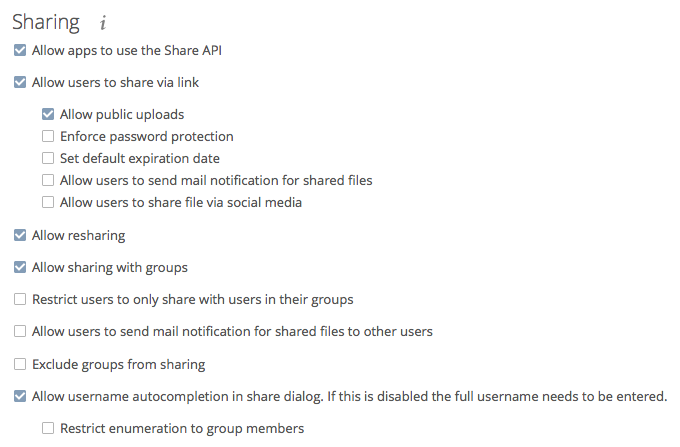 Sharing i
Allow apps to use the Share API
Allow users to share via link
Allow public uploads
Enforce password protection
Set default expiration date
Allow users to send mail notification for shared files
Allow users to share file via social media
Allow resharing
Allow sharing with groups
Restrict users to only share with users in their groups
Allow users to send mail notification for shared files to other users
Exclude groups from sharing
Allow username autocompletion in share dialog. If this is disabled the full username needs to be entered.
Restrict enumeration to group members